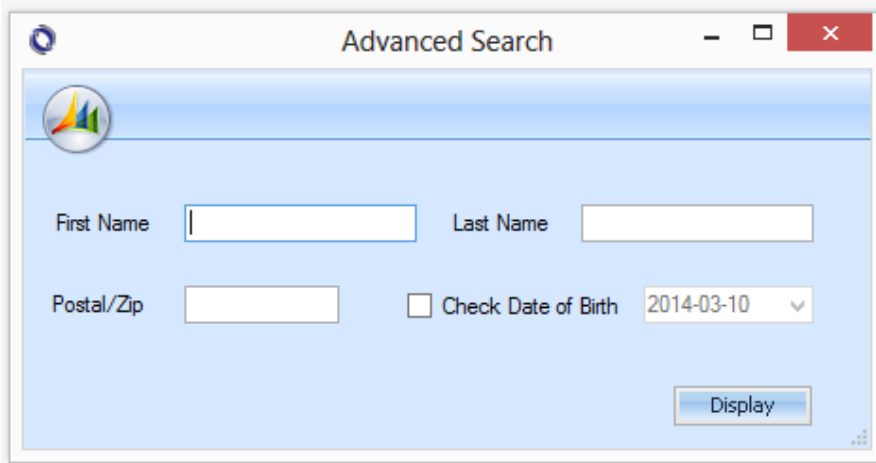 Advanced Search
First Name Last Name
Postal/Zip Check Date of Birth 2014-03-10
Display